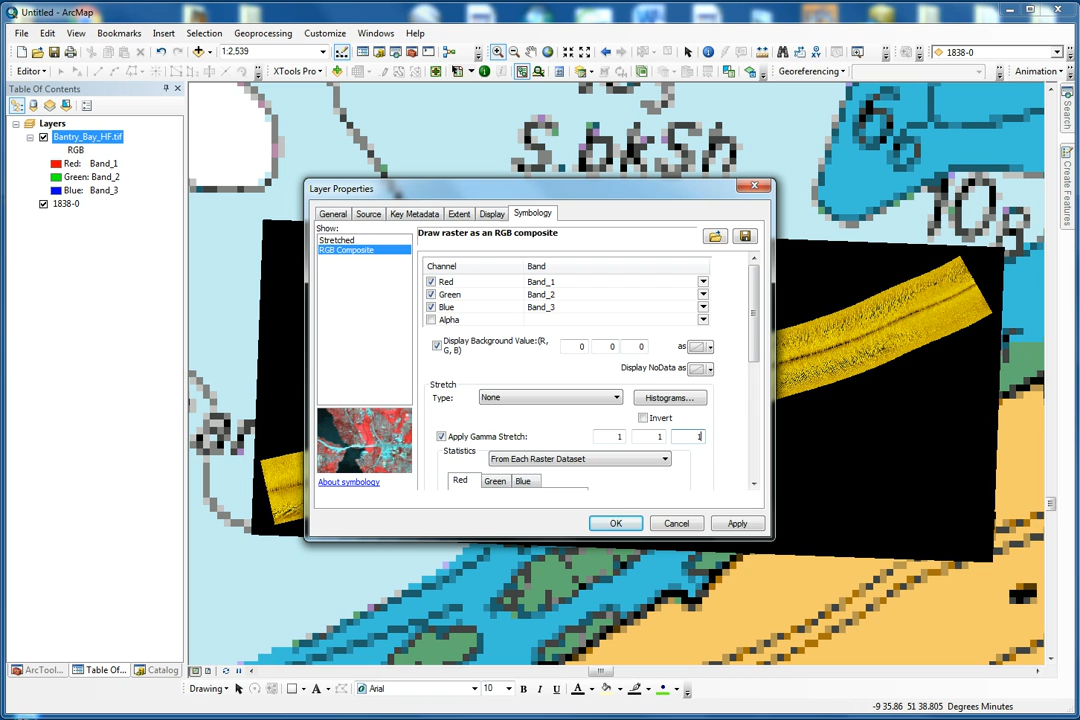 Untitled - ArcMap
File Edit View Bookmarks Insert Selection Geoprocessing Customize Windows Help
1:2,539
1838-0
Editor
XTools Pro
Georeferencing
Animation
Table Of Contents
Layers
Bantry_Bay_HF.tif
RGB
Red: Band_1
Green: Band_2
Blue: Band_3
1838-0
S.bkSh
Search
Create Features
Layer Properties
General Source Key Metadata Extent Display Symbology
Show:
Stretched
RGB Composite
About symbology
Draw raster as an RGB composite
Channel Band
Red Band_1
Green Band_2
Blue Band_3
Alpha
Display Background Value:(R, 0 0 0 as
G, B)
Display NoData as
Stretch
Type: None Histograms...
Invert
Apply Gamma Stretch: 1 1 1
Statistics
From Each Raster Dataset
Red Green Blue
OK Cancel Apply
ArcTool... Table Of... Catalog
Drawing
A
Arial
10
B I U A
-9 35.86 51 38.805 Degrees Minutes